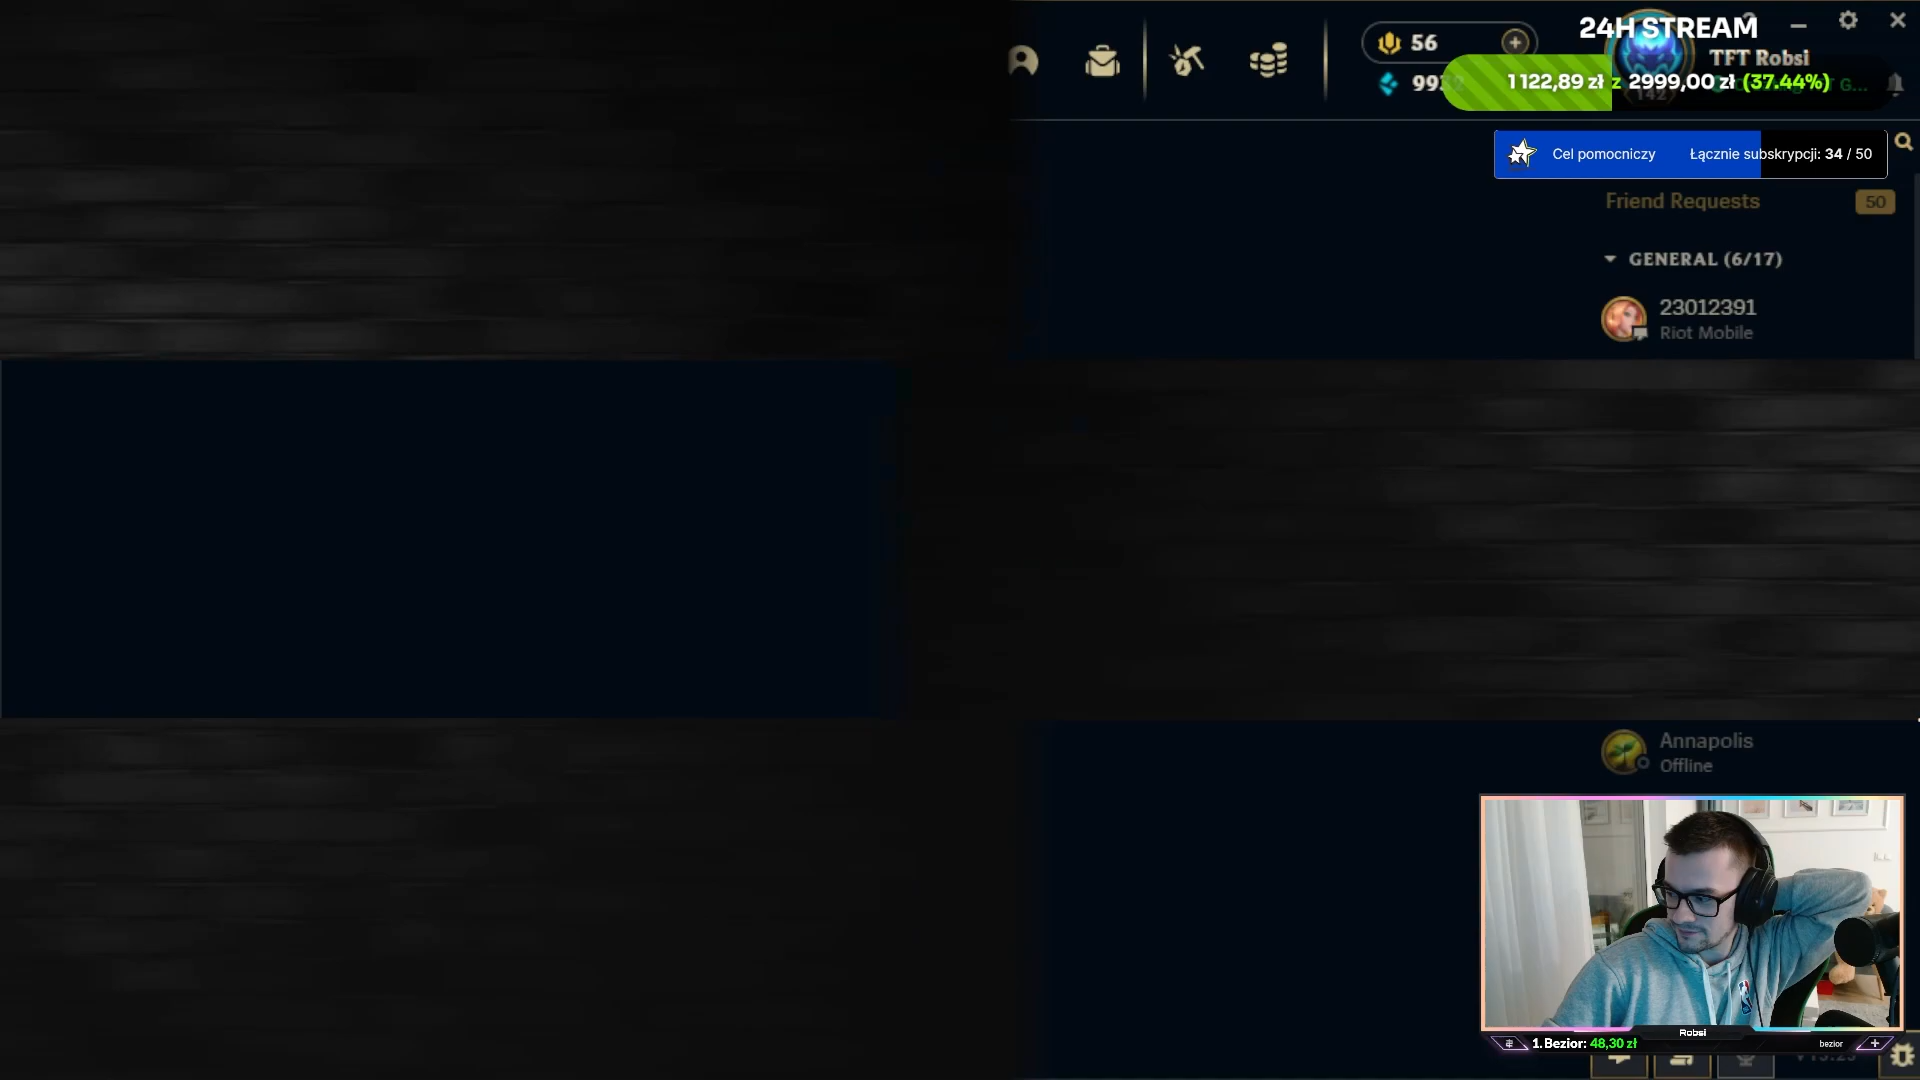 24H STREAM
56
TFT Robsi
1 122,89 zł z 2999,00 zł (37.44%)
G...
142
Cel pomocniczy Łącznie subskrypcji: 34 / 50
Friend Requests 50
GENERAL (6/17)
23012391
Riot Mobile
Annapolis
Offline
Robsi
1. Bezior: 48,30 zł
bezior